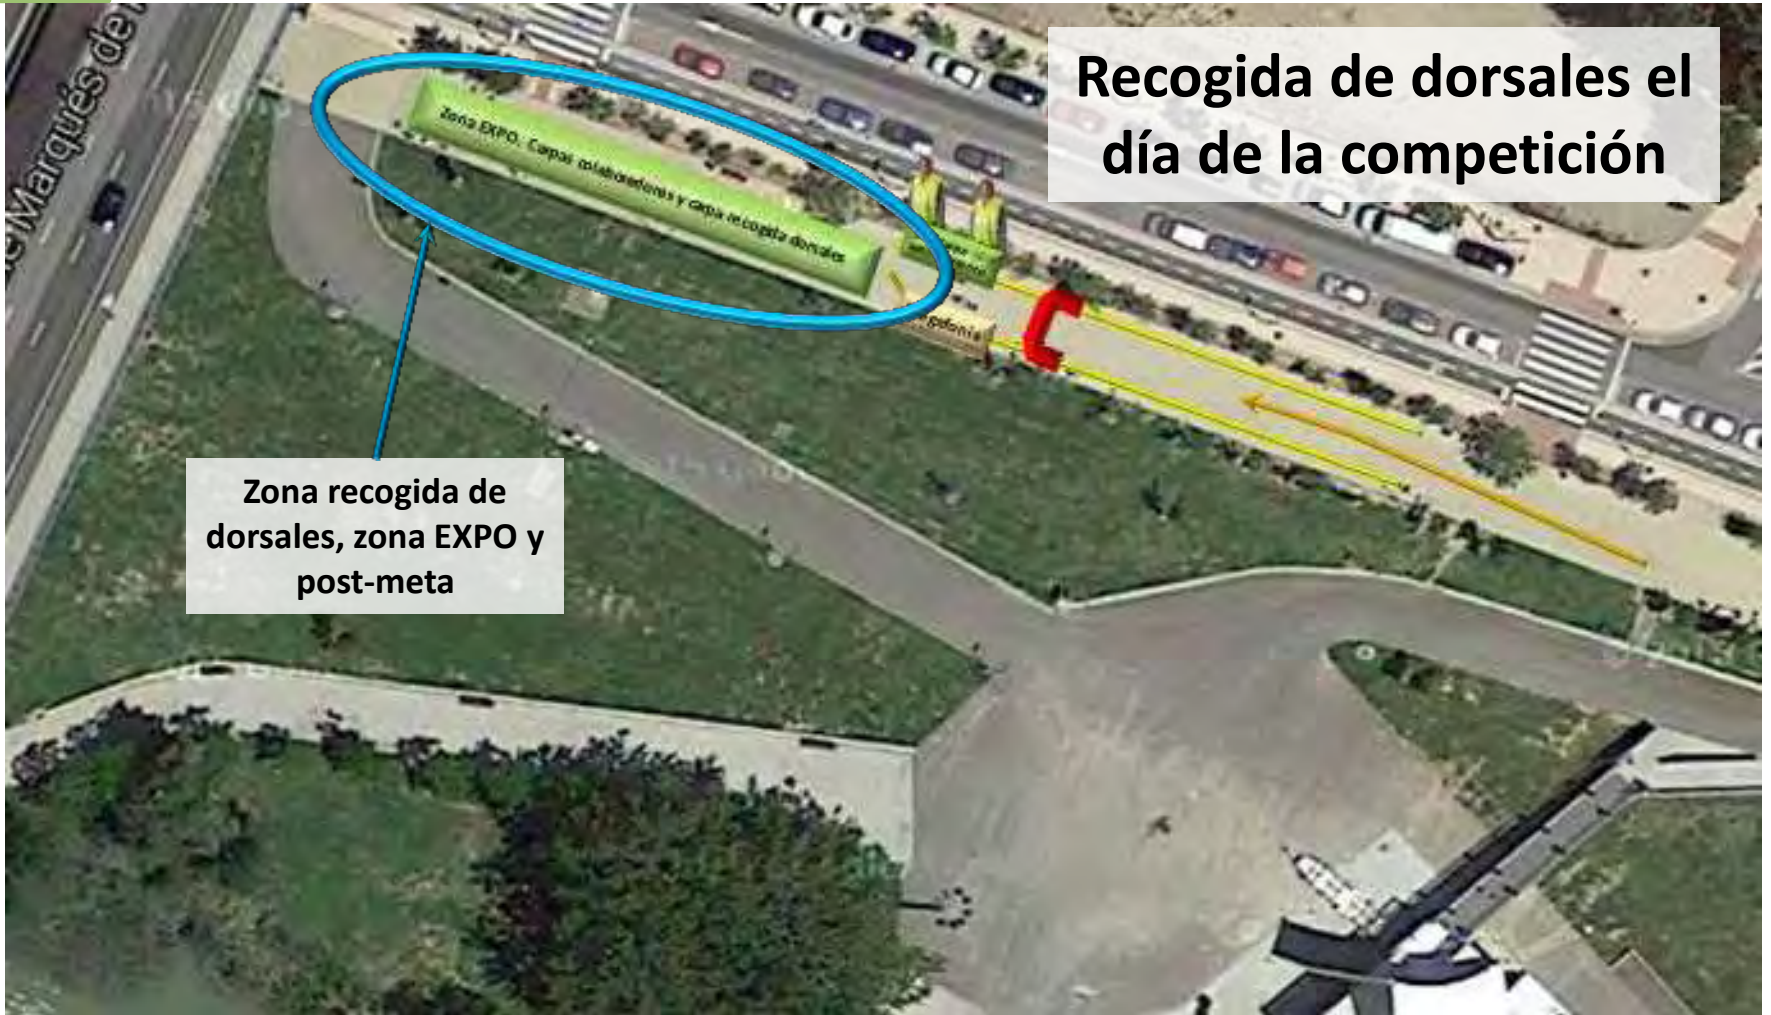 Recogida de dorsales el
día de la competición
Marqués de
Zona EXPO. Carpas colaboradores y carpa recogida dorsales
Zona recogida de
dorsales, zona EXPO y
post-meta